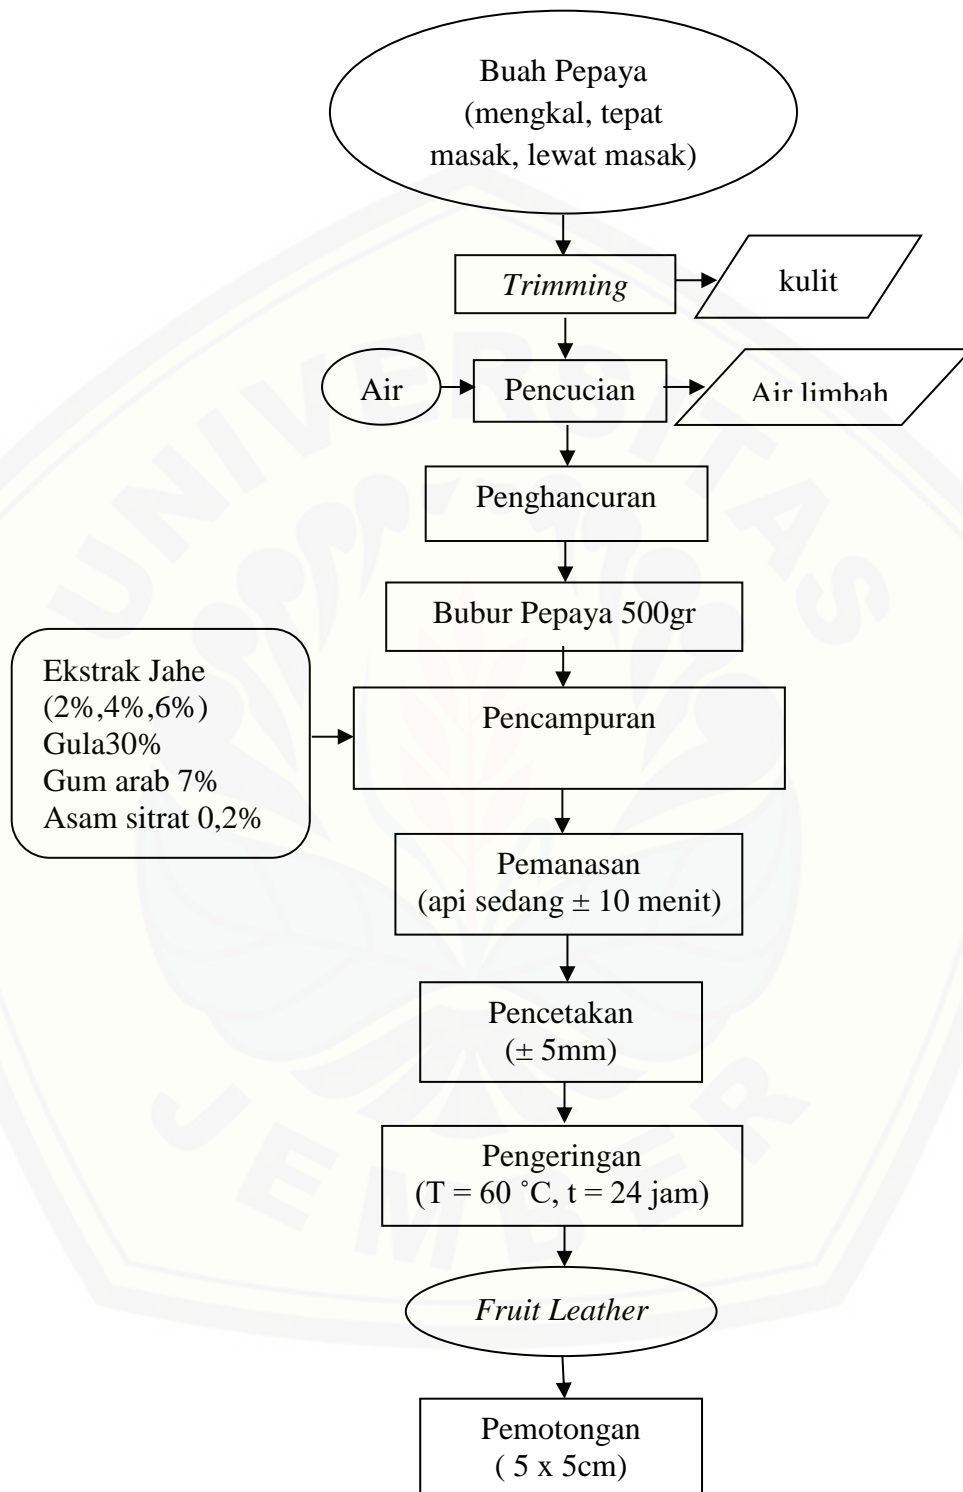 Buah Pepaya
(mengkal, tepat
masak, lewat masak)
Trimming
kulit
Air
Pencucian
Air limbah
Penghancuran
Bubur Pepaya 500gr
Ekstrak Jahe
(2%,4%,6%)
Gula30%
Gum arab 7%
Asam sitrat 0,2%
Pencampuran
Pemanasan
(api sedang ± 10 menit)
Pencetakan
(± 5mm)
Pengeringan
(T = 60 ˚C, t = 24 jam)
Fruit Leather
Pemotongan
( 5 x 5cm)
UNIVERSITAS
JEMBER